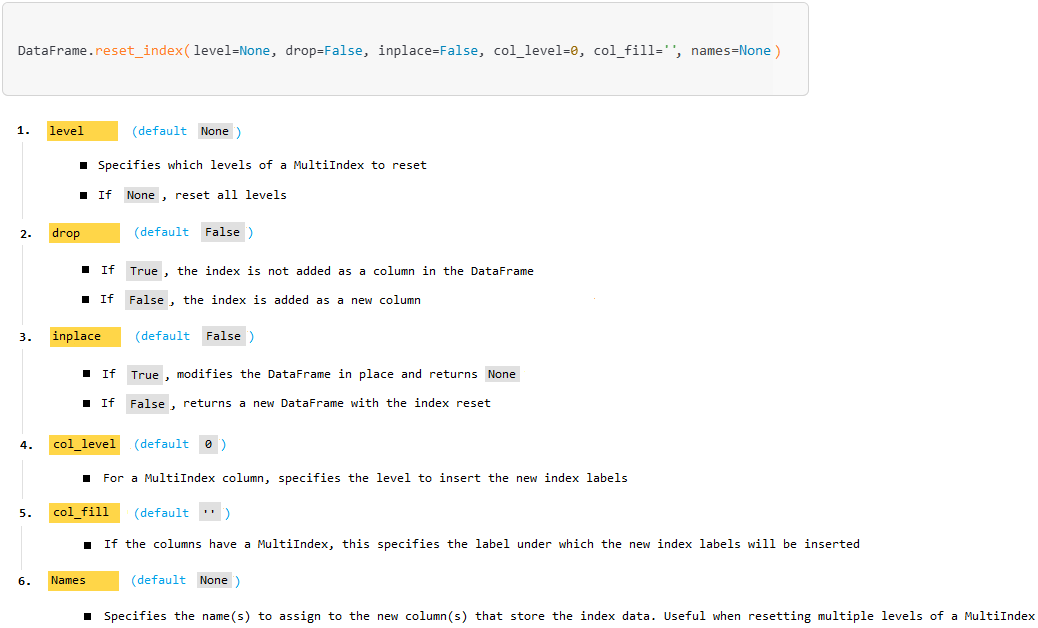 DataFrame.reset_index(level=None, drop=False, inplace=False, col_level=0, col_fill='', names=None)
1. level (default None)
■ Specifies which levels of a MultiIndex to reset
■ If None, reset all levels
2. drop (default False)
■ If True, the index is not added as a column in the DataFrame
■ If False, the index is added as a new column
3. inplace (default False)
■ If True, modifies the DataFrame in place and returns None
■ If False, returns a new DataFrame with the index reset
4. col_level (default 0)
■ For a MultiIndex column, specifies the level to insert the new index labels
5. col_fill (default '')
■ If the columns have a MultiIndex, this specifies the label under which the new index labels will be inserted
6. Names (default None)
■ Specifies the name(s) to assign to the new column(s) that store the index data. Useful when resetting multiple levels of a MultiIndex